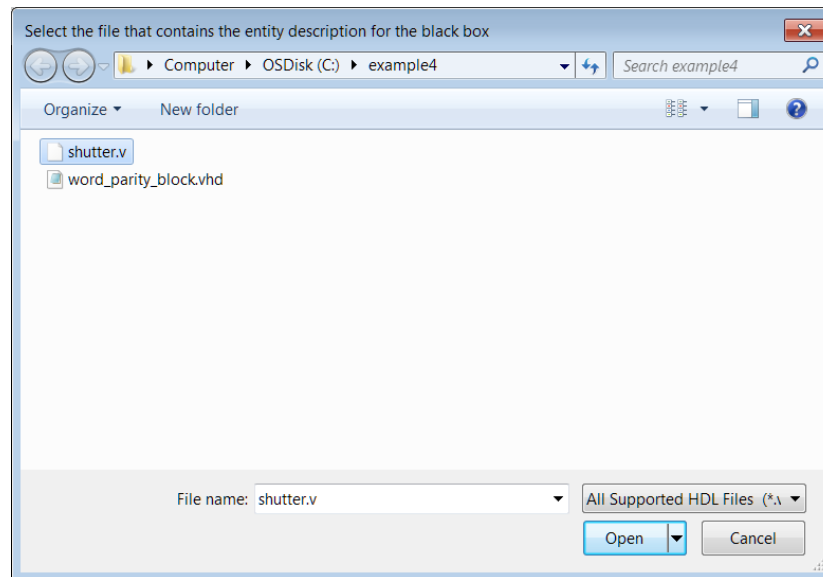 Select the file that contains the entity description for the black box
Computer OSDisk (C:) example4 Search example4
Organize New folder
shutter.v
word_parity_block.vhd
File name: shutter.v All Supported HDL Files (*.v
Open Cancel